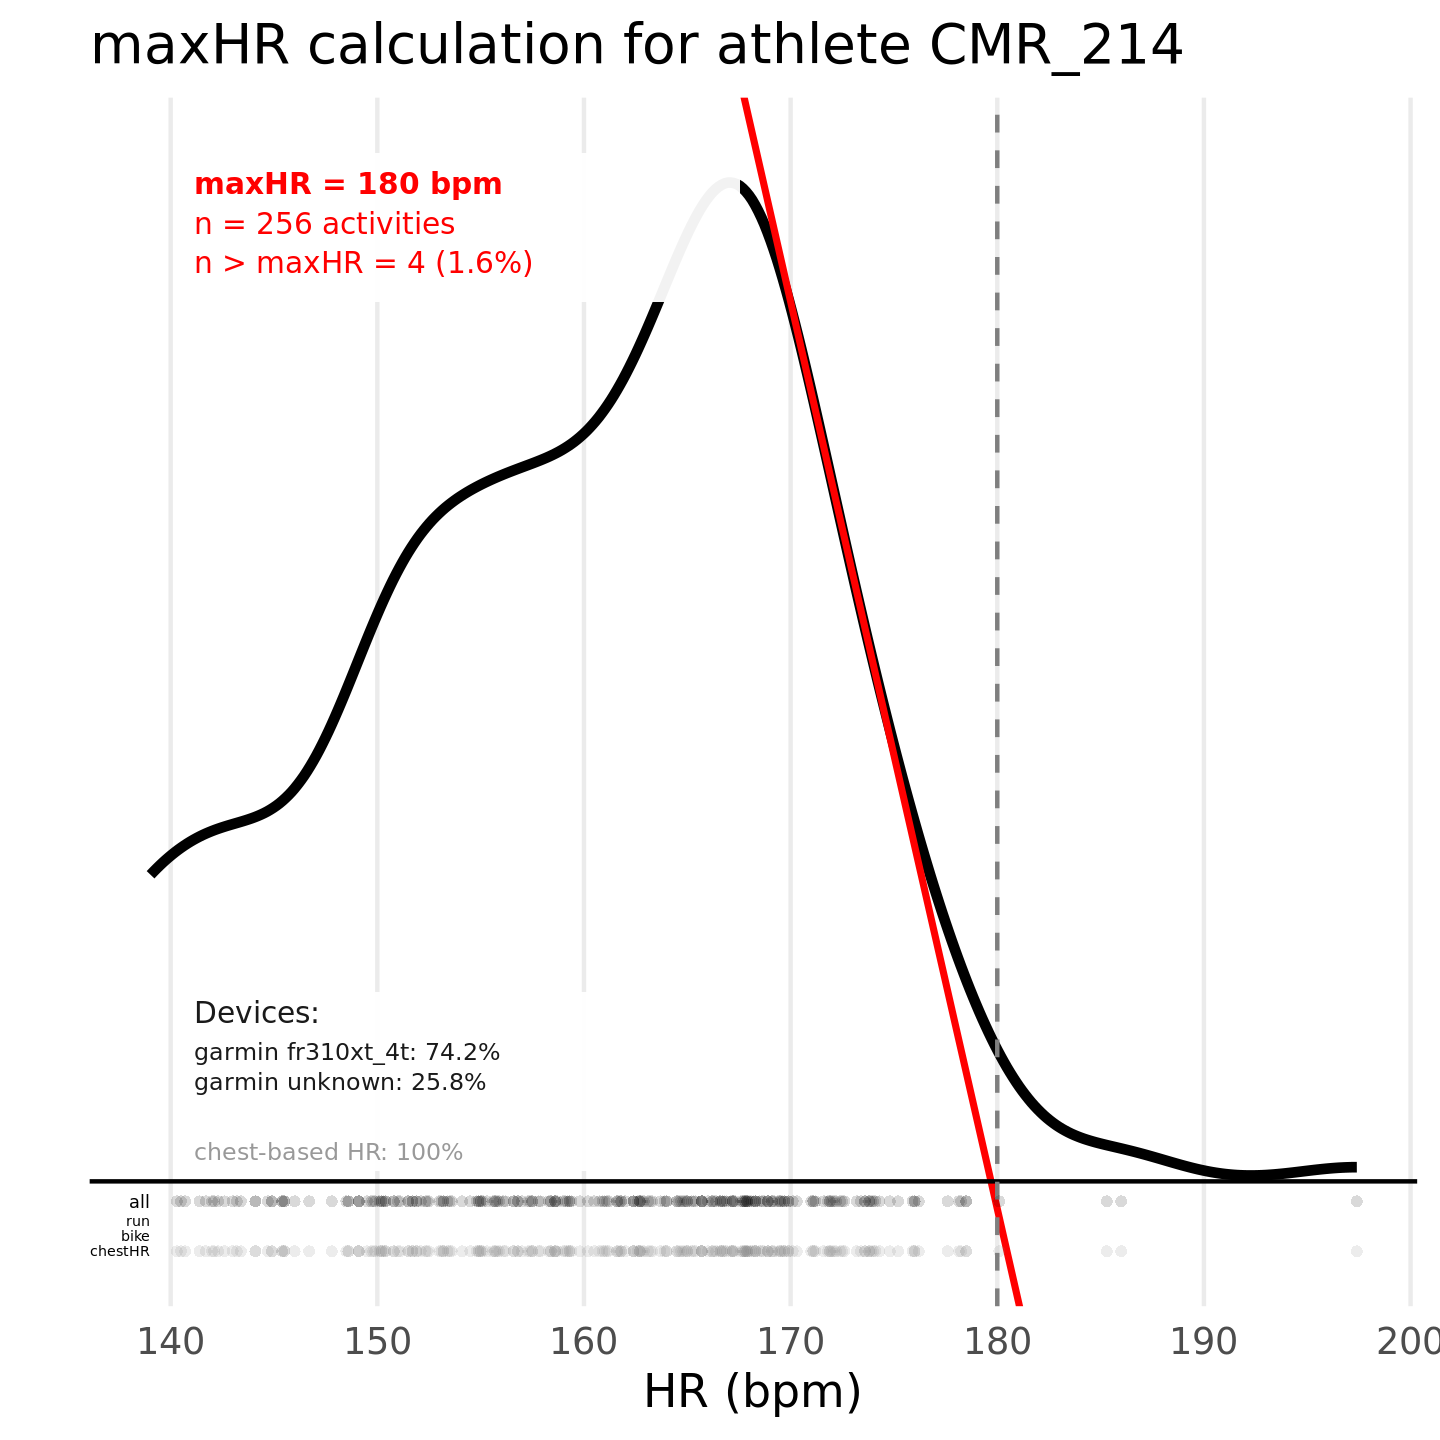 maxHR calculation for athlete CMR_214
maxHR = 180 bpm
n = 256 activities
n > maxHR = 4 (1.6%)
Devices:
garmin fr310xt_4t: 74.2%
garmin unknown: 25.8%
chest-based HR: 100%
all
run
bike
chestHR
140 150 160 170 180 190 200
HR (bpm)